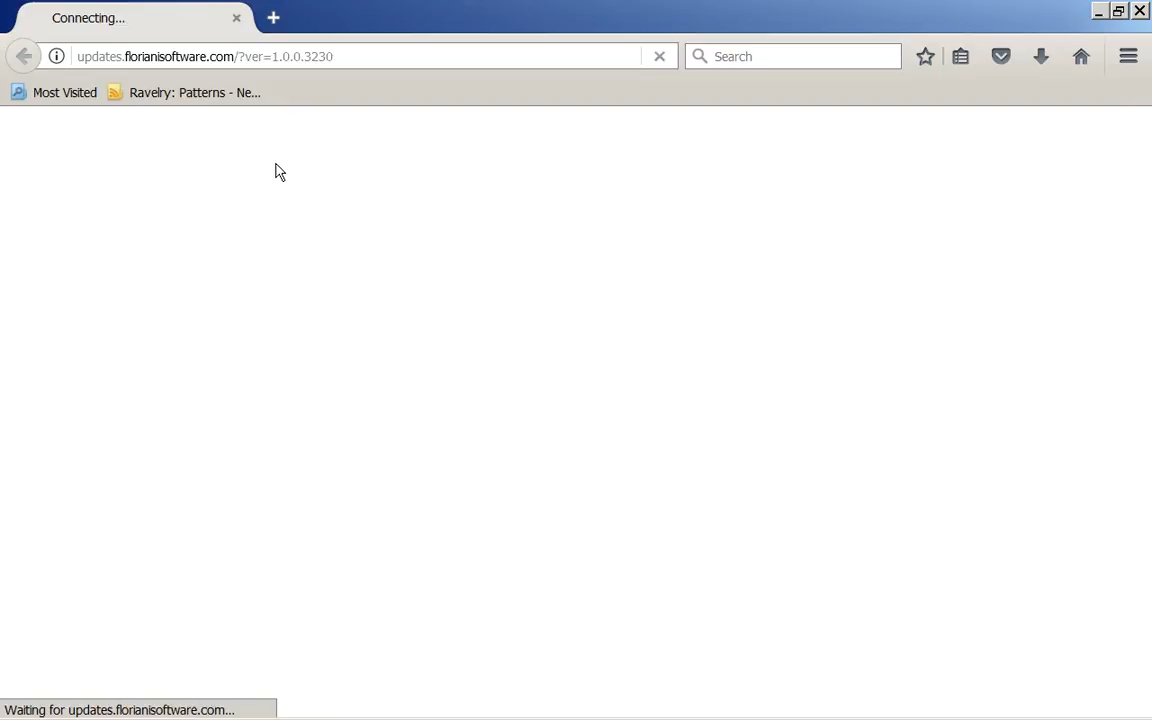 Connecting...
updates.florianisoftware.com/?ver=1.0.0.3230
Search
Most Visited
Ravelry: Patterns - Ne...
Waiting for updates.florianisoftware.com...